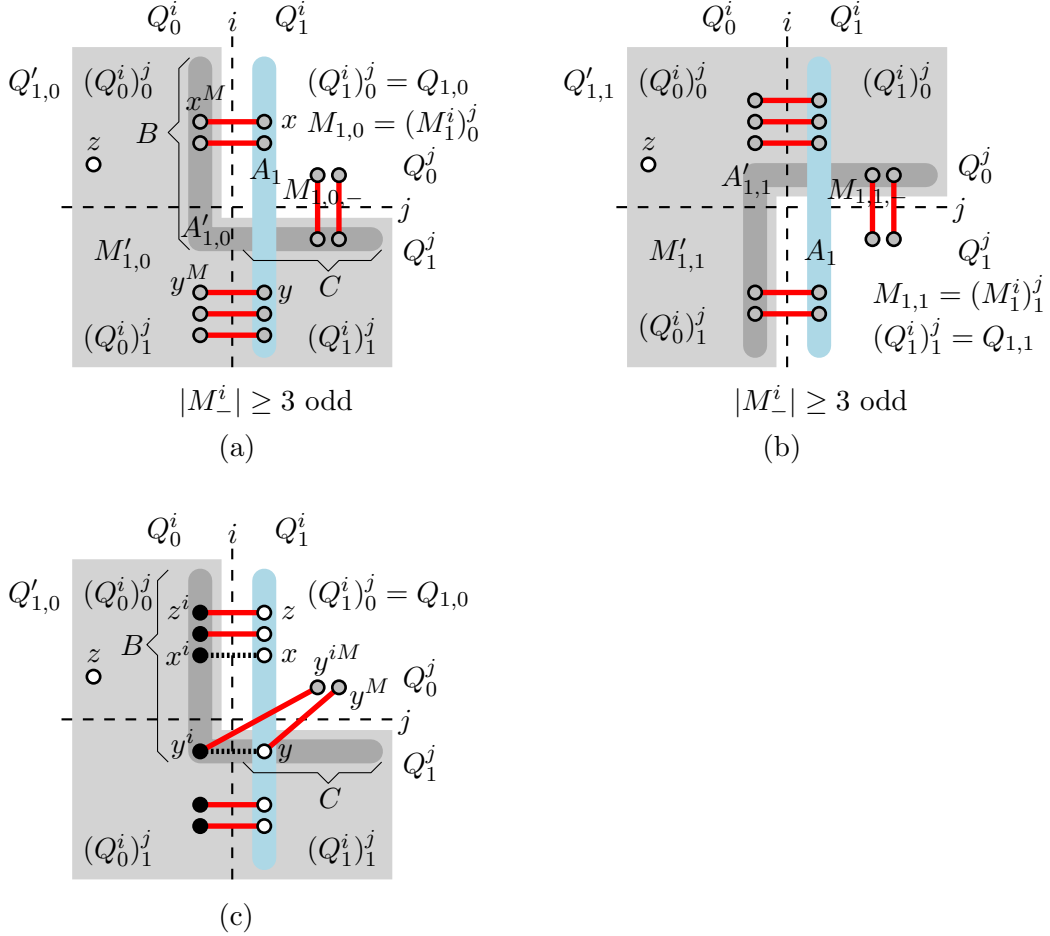 Q_0^i i Q_1^i
Q'_{1,0} (Q_0^i)_0^j (Q_1^i)_0^j = Q_{1,0}
x^M x M_{1,0} = (M_1^i)_0^j
B
z A_1 M_{1,0,-} Q_0^j
j
A'_{1,0} Q_1^j
M'_{1,0}
y^M y C
(Q_0^i)_1^j (Q_1^i)_1^j
|M_-^i| ≥ 3 odd
(a)
Q_0^i i Q_1^i
Q'_{1,1} (Q_0^i)_0^j (Q_1^i)_0^j
z
A'_{1,1} M_{1,1,-} Q_0^j
j
M'_{1,1} A_1 Q_1^j
M_{1,1} = (M_1^i)_1^j
(Q_0^i)_1^j (Q_1^i)_1^j = Q_{1,1}
|M_-^i| ≥ 3 odd
(b)
Q_0^i i Q_1^i
Q'_{1,0} (Q_0^i)_0^j (Q_1^i)_0^j = Q_{1,0}
z^i z
B x^i x y^{iM}
z y^M Q_0^j
j
y^i y Q_1^j
C
(Q_0^i)_1^j (Q_1^i)_1^j
(c)